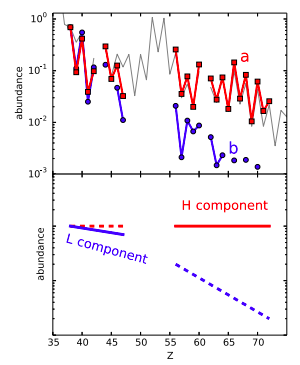 10⁰
10⁻¹
10⁻²
10⁻³
abundance
a
b
abundance
H component
L component
35 40 45 50 55 60 65 70
Z